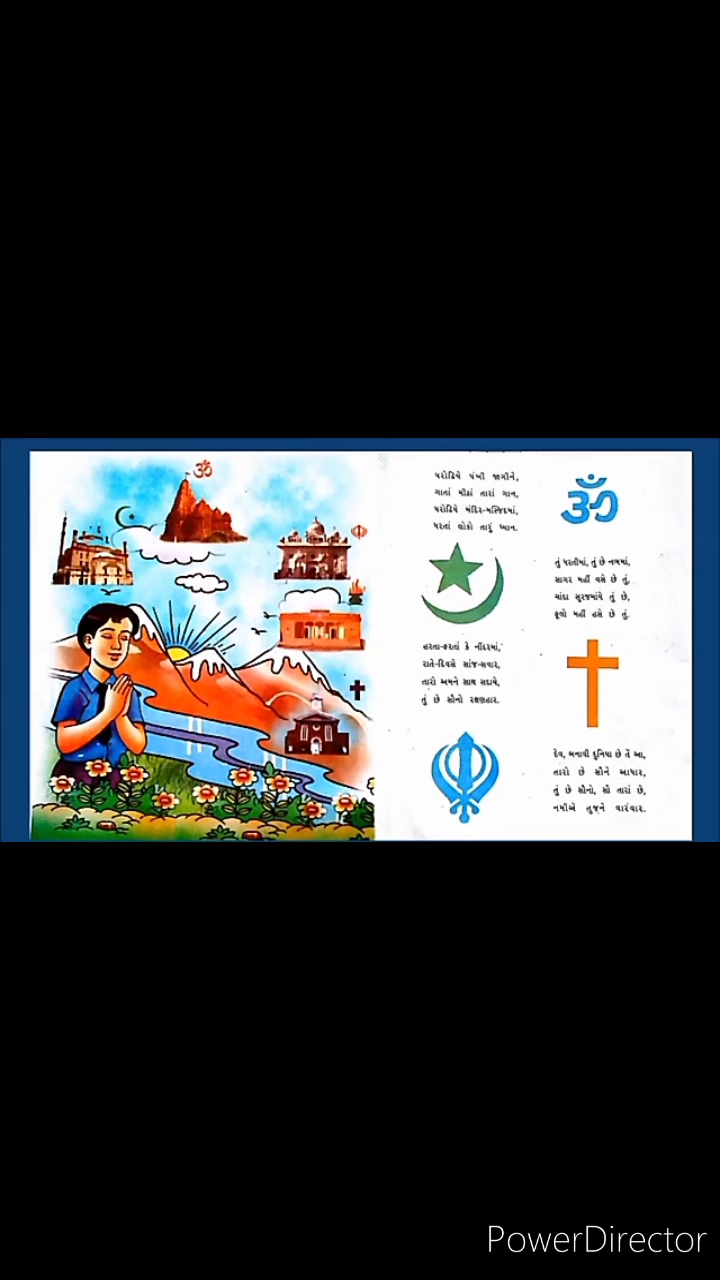 પરોઢિયે પંખી જાગીને,
ગાતાં મીઠાં તારાં ગાન,
પરોઢિયે મંદિર-મસ્જિદમાં,
ધરતાં લોકો તારું ધ્યાન.
તું ધરતીમાં, તું છે નભમાં,
સાગર મહીં વસે છે તું,
ચાંદા સૂરજમાંયે તું છે,
ફૂલો મહીં હસે છે તું.
હરતા-ફરતાં કે નીંદરમાં,
રાતે-દિવસે સાંજ-સવાર,
તારો અમને સાથ સદાયે,
તું છે સૌનો રક્ષણહાર.
દેવ, બનાવી દુનિયા છે તેં આ,
તારો છે સૌને આધાર,
તું છે સૌનો, સૌ તારાં છે,
નમીએ તુજને વારંવાર.
PowerDirector